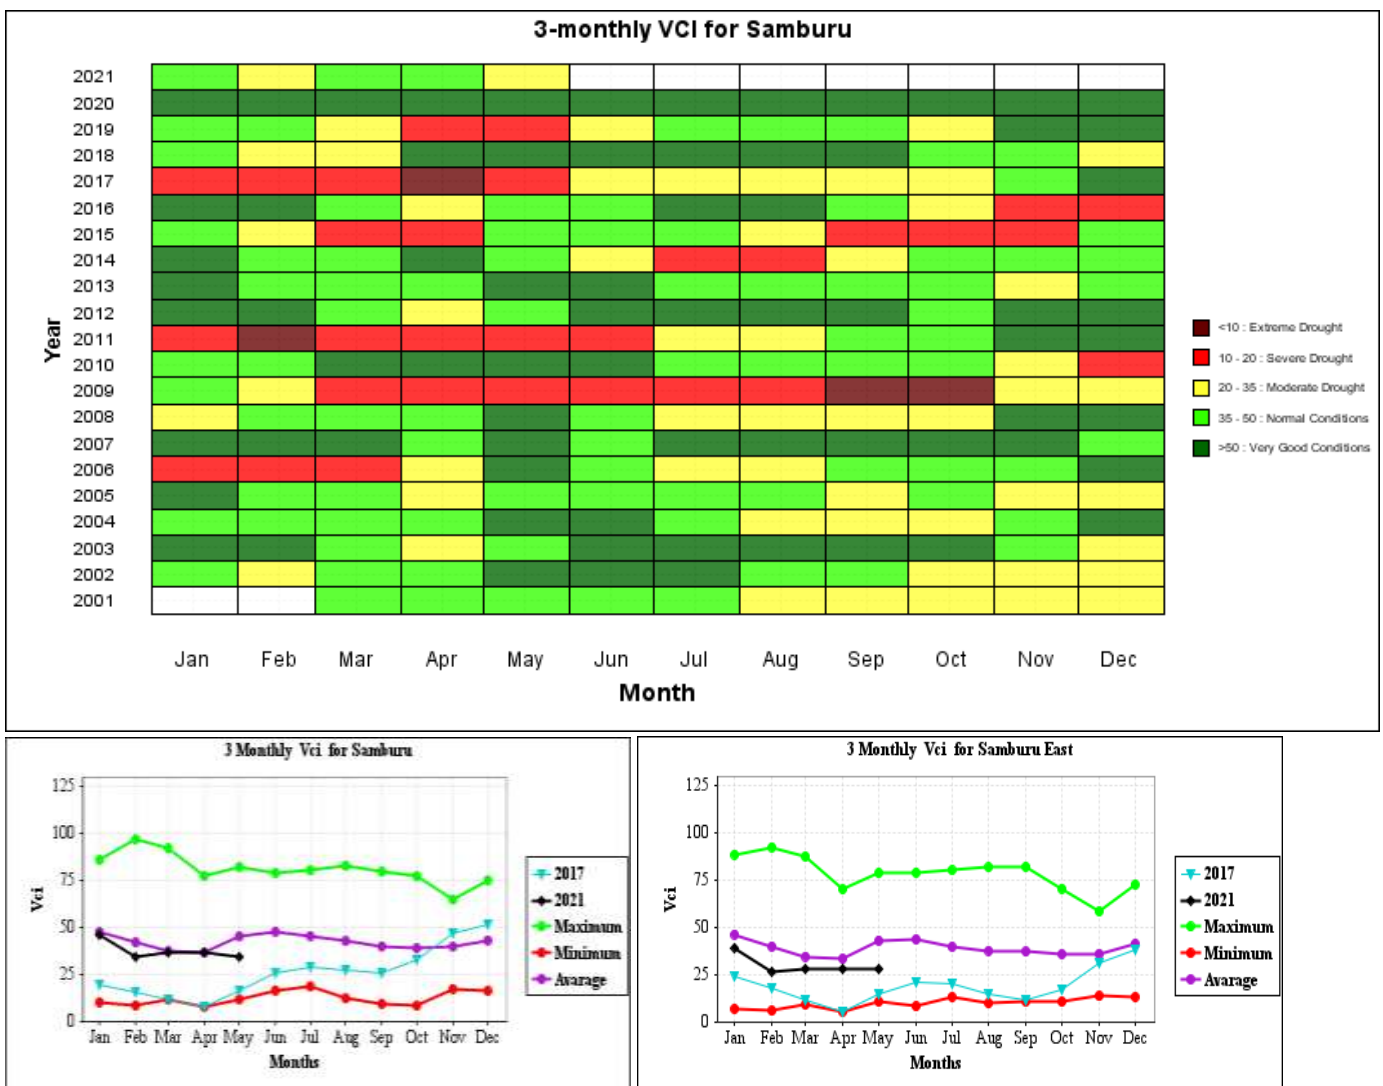 3-monthly VCI for Samburu
2021
2020
2019
2018
2017
2016
2015
2014
2013
2012
2011
2010
2009
2008
2007
2006
2005
2004
2003
2002
2001
Year
Jan Feb Mar Apr May Jun Jul Aug Sep Oct Nov Dec
Month
<10 : Extreme Drought
10 - 20 : Severe Drought
20 - 35 : Moderate Drought
35 - 50 : Normal Conditions
>50 : Very Good Conditions
3 Monthly Vci for Samburu
125
100
75
50
25
0
Vci
Jan Feb Mar Apr May Jun Jul Aug Sep Oct Nov Dec
Months
2017
2021
Maximum
Minimum
Avarage
3 Monthly Vci for Samburu East
125
100
75
50
25
0
Vci
Jan Feb Mar Apr May Jun Jul Aug Sep Oct Nov Dec
Months
2017
2021
Maximum
Minimum
Avarage